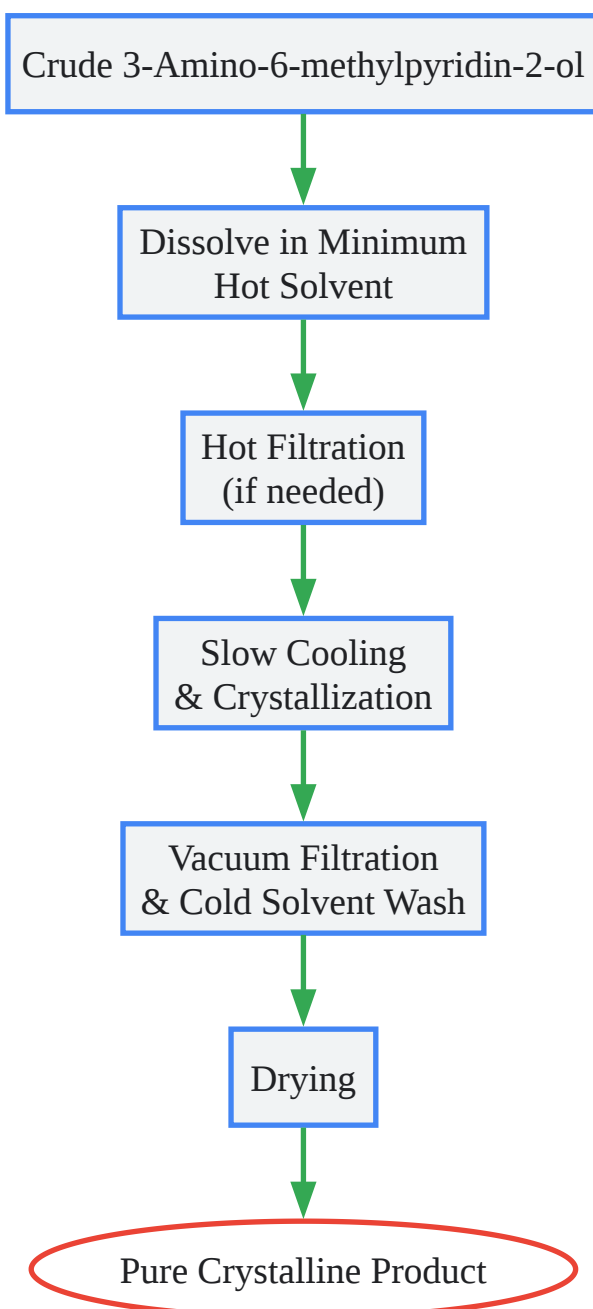 Crude 3-Amino-6-methylpyridin-2-ol
Dissolve in Minimum
Hot Solvent
Hot Filtration
(if needed)
Slow Cooling
& Crystallization
Vacuum Filtration
& Cold Solvent Wash
Drying
Pure Crystalline Product